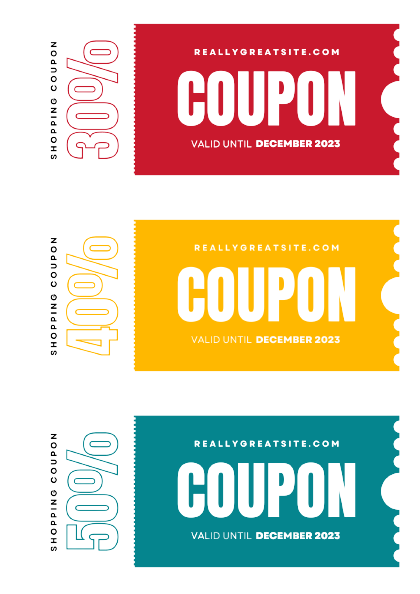 SHOPPING COUPON
30%
REALLYGREATSITE.COM
COUPON
VALID UNTIL DECEMBER 2023
SHOPPING COUPON
40%
REALLYGREATSITE.COM
COUPON
VALID UNTIL DECEMBER 2023
SHOPPING COUPON
50%
REALLYGREATSITE.COM
COUPON
VALID UNTIL DECEMBER 2023